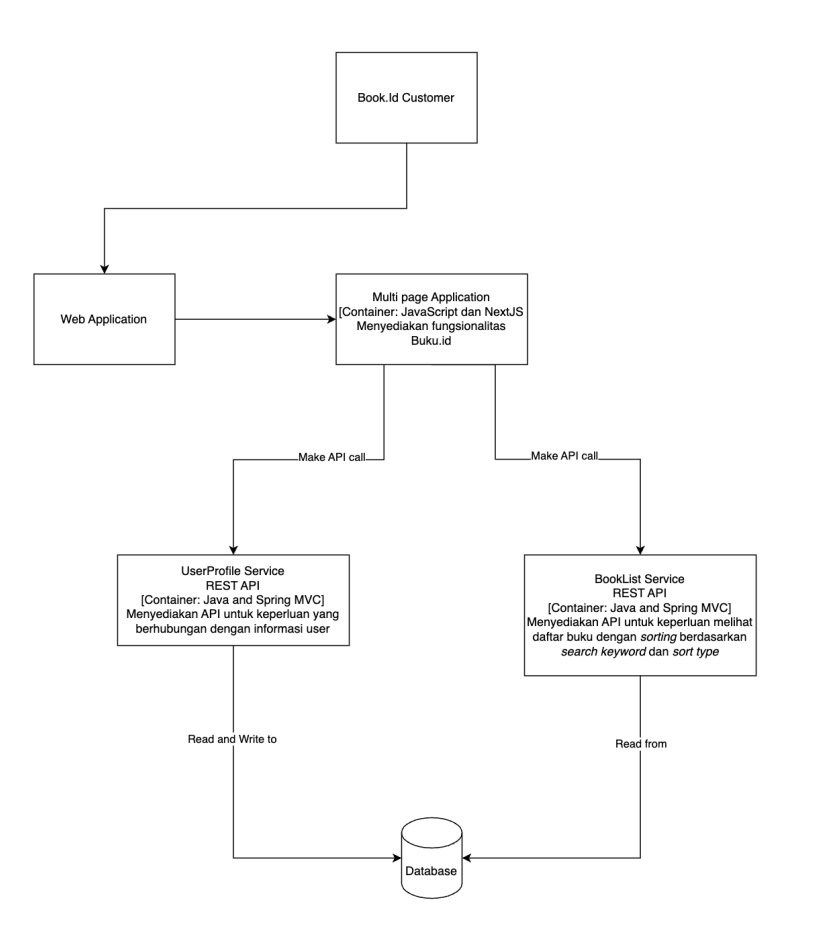 Book.Id Customer
Web Application
Multi page Application
[Container: JavaScript dan NextJS
Menyediakan fungsionalitas
Buku.id
Make API call
Make API call
UserProfile Service
REST API
[Container: Java and Spring MVC]
Menyediakan API untuk keperluan yang
berhubungan dengan informasi user
BookList Service
REST API
[Container: Java and Spring MVC]
Menyediakan API untuk keperluan melihat
daftar buku dengan sorting berdasarkan
search keyword dan sort type
Read and Write to
Read from
Database